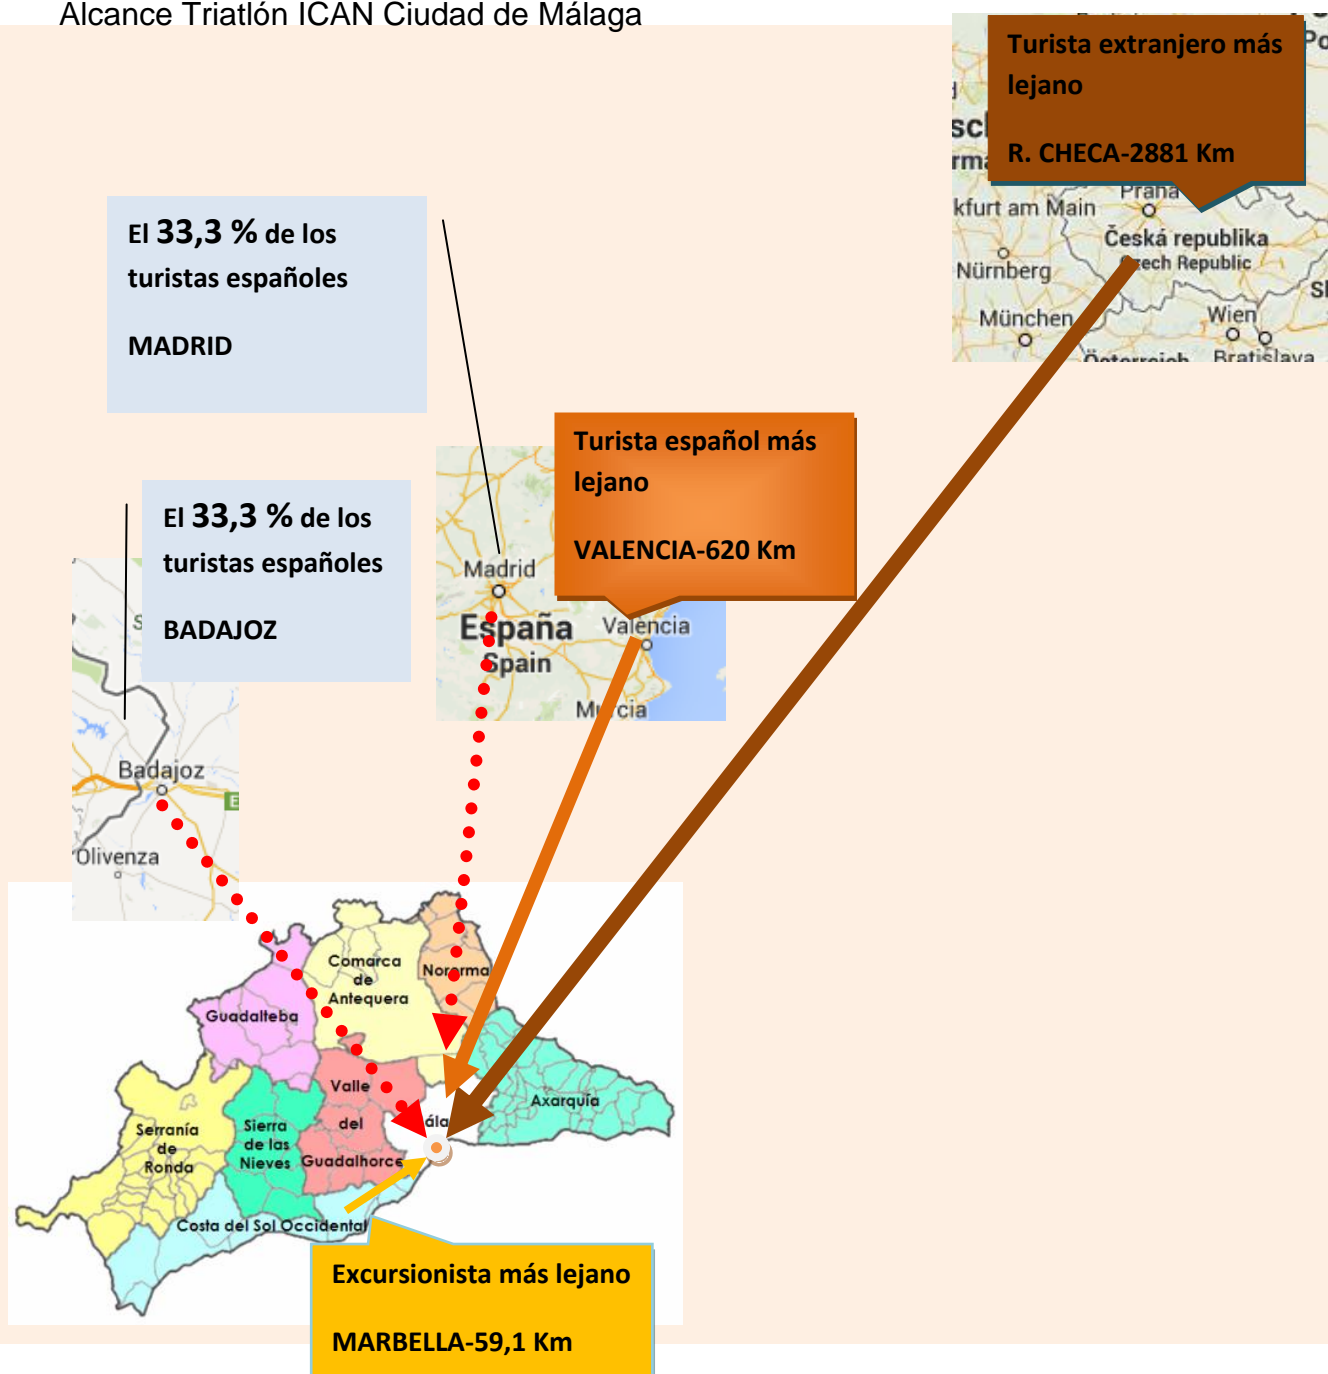 Alcance Triatlón ICAN Ciudad de Málaga
Turista extranjero más
lejano
R. CHECA-2881 Km
Praha
kfurt am Main
Česká republika
Czech Republic
Nürnberg
München
Wien
Bratislava
El 33,3 % de los
turistas españoles
MADRID
Turista español más
lejano
VALENCIA-620 Km
El 33,3 % de los
turistas españoles
BADAJOZ
Madrid
España
Spain
Valencia
Murcia
Badajoz
E
Olivenza
Comarca
de
Antequera
Nororma
Guadalteba
Valle
del
Guadalhorce
Axarquía
ála
Serranía
de
Ronda
Sierra
de las
Nieves
Costa del Sol Occidental
Excursionista más lejano
MARBELLA-59,1 Km